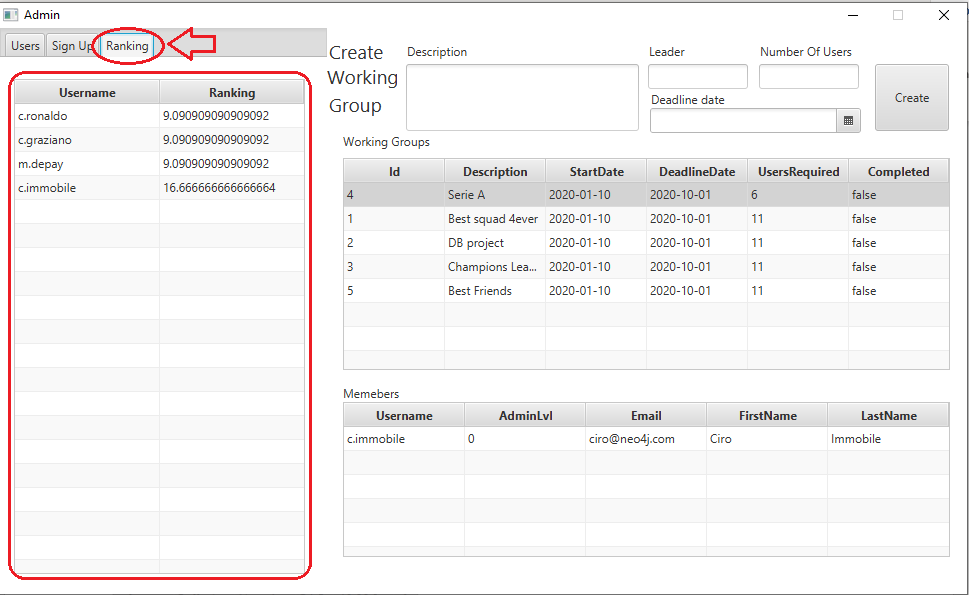 Admin
Users Sign Up Ranking
Username Ranking
c.ronaldo 9.090909090909092
c.graziano 9.090909090909092
m.depay 9.090909090909092
c.immobile 16.666666666666664
Create
Working
Group
Description
Leader
Number Of Users
Deadline date
Create
Working Groups
Id Description StartDate DeadlineDate UsersRequired Completed
4 Serie A 2020-01-10 2020-10-01 6 false
1 Best squad 4ever 2020-01-10 2020-10-01 11 false
2 DB project 2020-01-10 2020-10-01 11 false
3 Champions Lea... 2020-01-10 2020-10-01 11 false
5 Best Friends 2020-01-10 2020-10-01 11 false
Memebers
Username AdminLvl Email FirstName LastName
c.immobile 0 ciro@neo4j.com Ciro Immobile